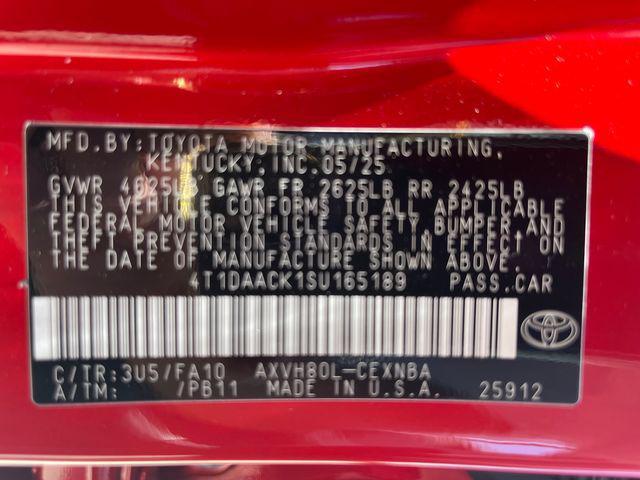 MFD. BY: TOYOTA MOTOR MANUFACTURING,
KENTUCKY, INC. 05/25
GVWR 4625LB GAWR FR 2625LB RR 2425LB
THIS VEHICLE CONFORMS TO ALL APPLICABLE
FEDERAL MOTOR VEHICLE SAFETY, BUMPER, AND
THEFT PREVENTION STANDARDS IN EFFECT ON
THE DATE OF MANUFACTURE SHOWN ABOVE.
4T1DAACK1SU165189 PASS.CAR
C/TR:3U5/FA10 AXVH80L-CEXNBA
A/TM: /PB11 MADE IN U.S.A. 25912